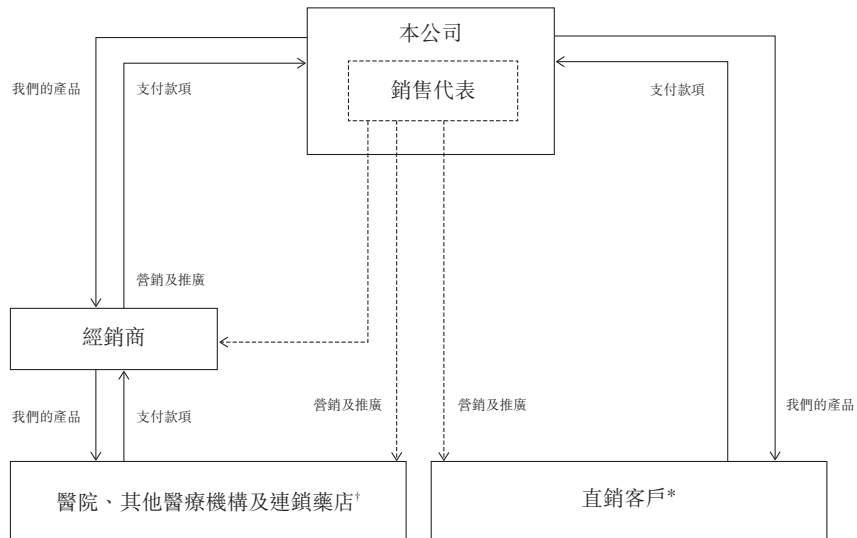 本公司
銷售代表
我們的產品
支付款項
支付款項
營銷及推廣
經銷商
我們的產品
支付款項
營銷及推廣
營銷及推廣
我們的產品
醫院、其他醫療機構及連鎖藥店†
直銷客戶*